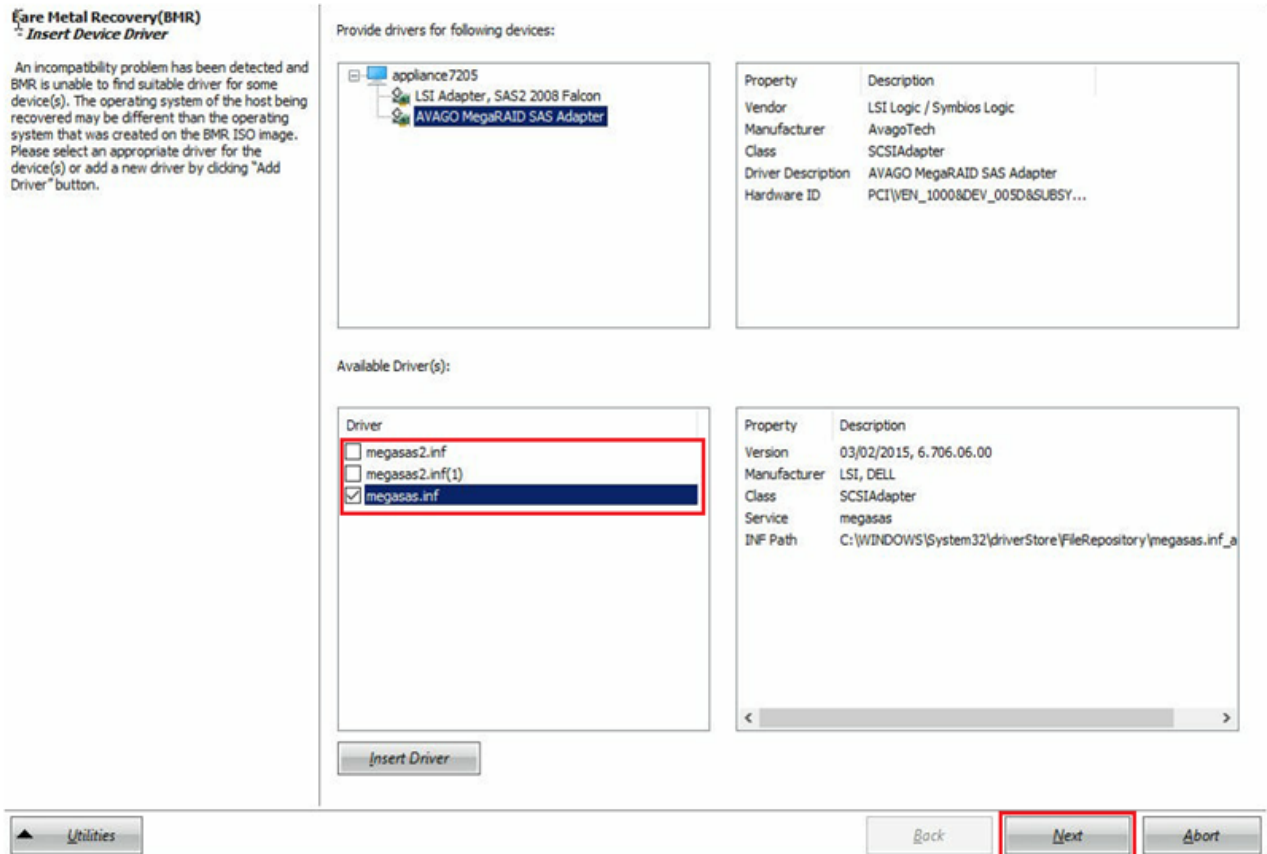 Bare Metal Recovery(BMR)
- Insert Device Driver
An incompatibility problem has been detected and
BMR is unable to find suitable driver for some
device(s). The operating system of the host being
recovered may be different than the operating
system that was created on the BMR ISO image.
Please select an appropriate driver for the
device(s) or add a new driver by clicking "Add
Driver" button.
Provide drivers for following devices:
appliance7205
LSI Adapter, SAS2 2008 Falcon
AVAGO MegaRAID SAS Adapter
Property Description
Vendor LSI Logic / Symbios Logic
Manufacturer AvagoTech
Class SCSIAdapter
Driver Description AVAGO MegaRAID SAS Adapter
Hardware ID PCI\VEN_1000&DEV_005D&SUBSY...
Available Driver(s):
Driver
megasas2.inf
megasas2.inf(1)
megasas.inf
Property Description
Version 03/02/2015, 6.706.06.00
Manufacturer LSI, DELL
Class SCSIAdapter
Service megasas
INF Path C:\WINDOWS\System32\driverStore\FileRepository\megasas.inf_a
Insert Driver
Utilities
Back
Next
Abort